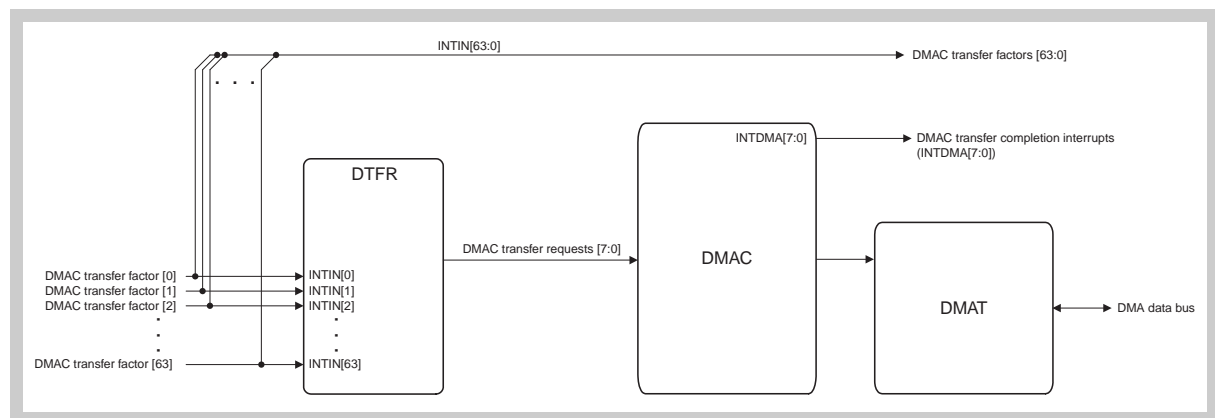 INTIN[63:0]
DMAC transfer factors [63:0]
INTDMA[7:0]
DMAC transfer completion interrupts
(INTDMA[7:0])
DTFR
DMAC transfer requests [7:0]
DMAC
DMAC transfer factor [0]
INTIN[0]
DMAC transfer factor [1]
INTIN[1]
DMAC transfer factor [2]
INTIN[2]
DMAT
DMA data bus
DMAC transfer factor [63]
INTIN[63]